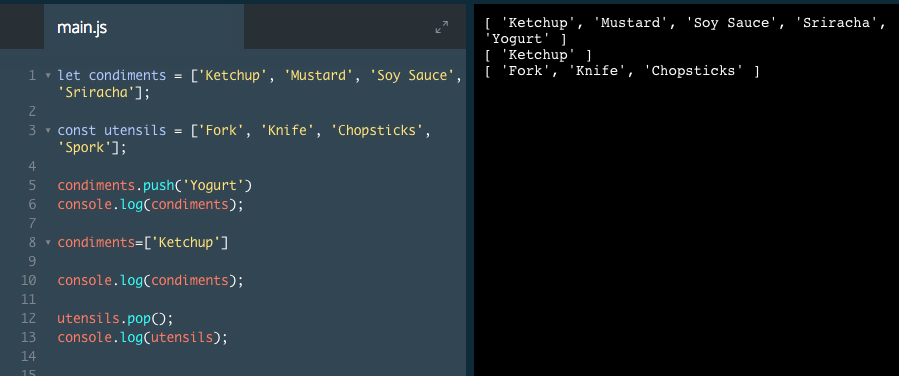 main.js
1 let condiments = ['Ketchup', 'Mustard', 'Soy Sauce',
'Sriracha'];
2
3 const utensils = ['Fork', 'Knife', 'Chopsticks',
'Spork'];
4
5 condiments.push('Yogurt')
6 console.log(condiments);
7
8 condiments=['Ketchup']
9
10 console.log(condiments);
11
12 utensils.pop();
13 console.log(utensils);
14
15
[ 'Ketchup', 'Mustard', 'Soy Sauce', 'Sriracha',
'Yogurt' ]
[ 'Ketchup' ]
[ 'Fork', 'Knife', 'Chopsticks' ]